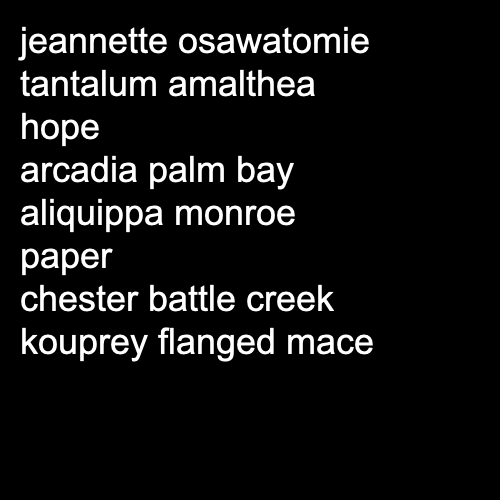 jeannette osawatomie
tantalum amalthea
hope
arcadia palm bay
aliquippa monroe
paper
chester battle creek
kouprey flanged mace